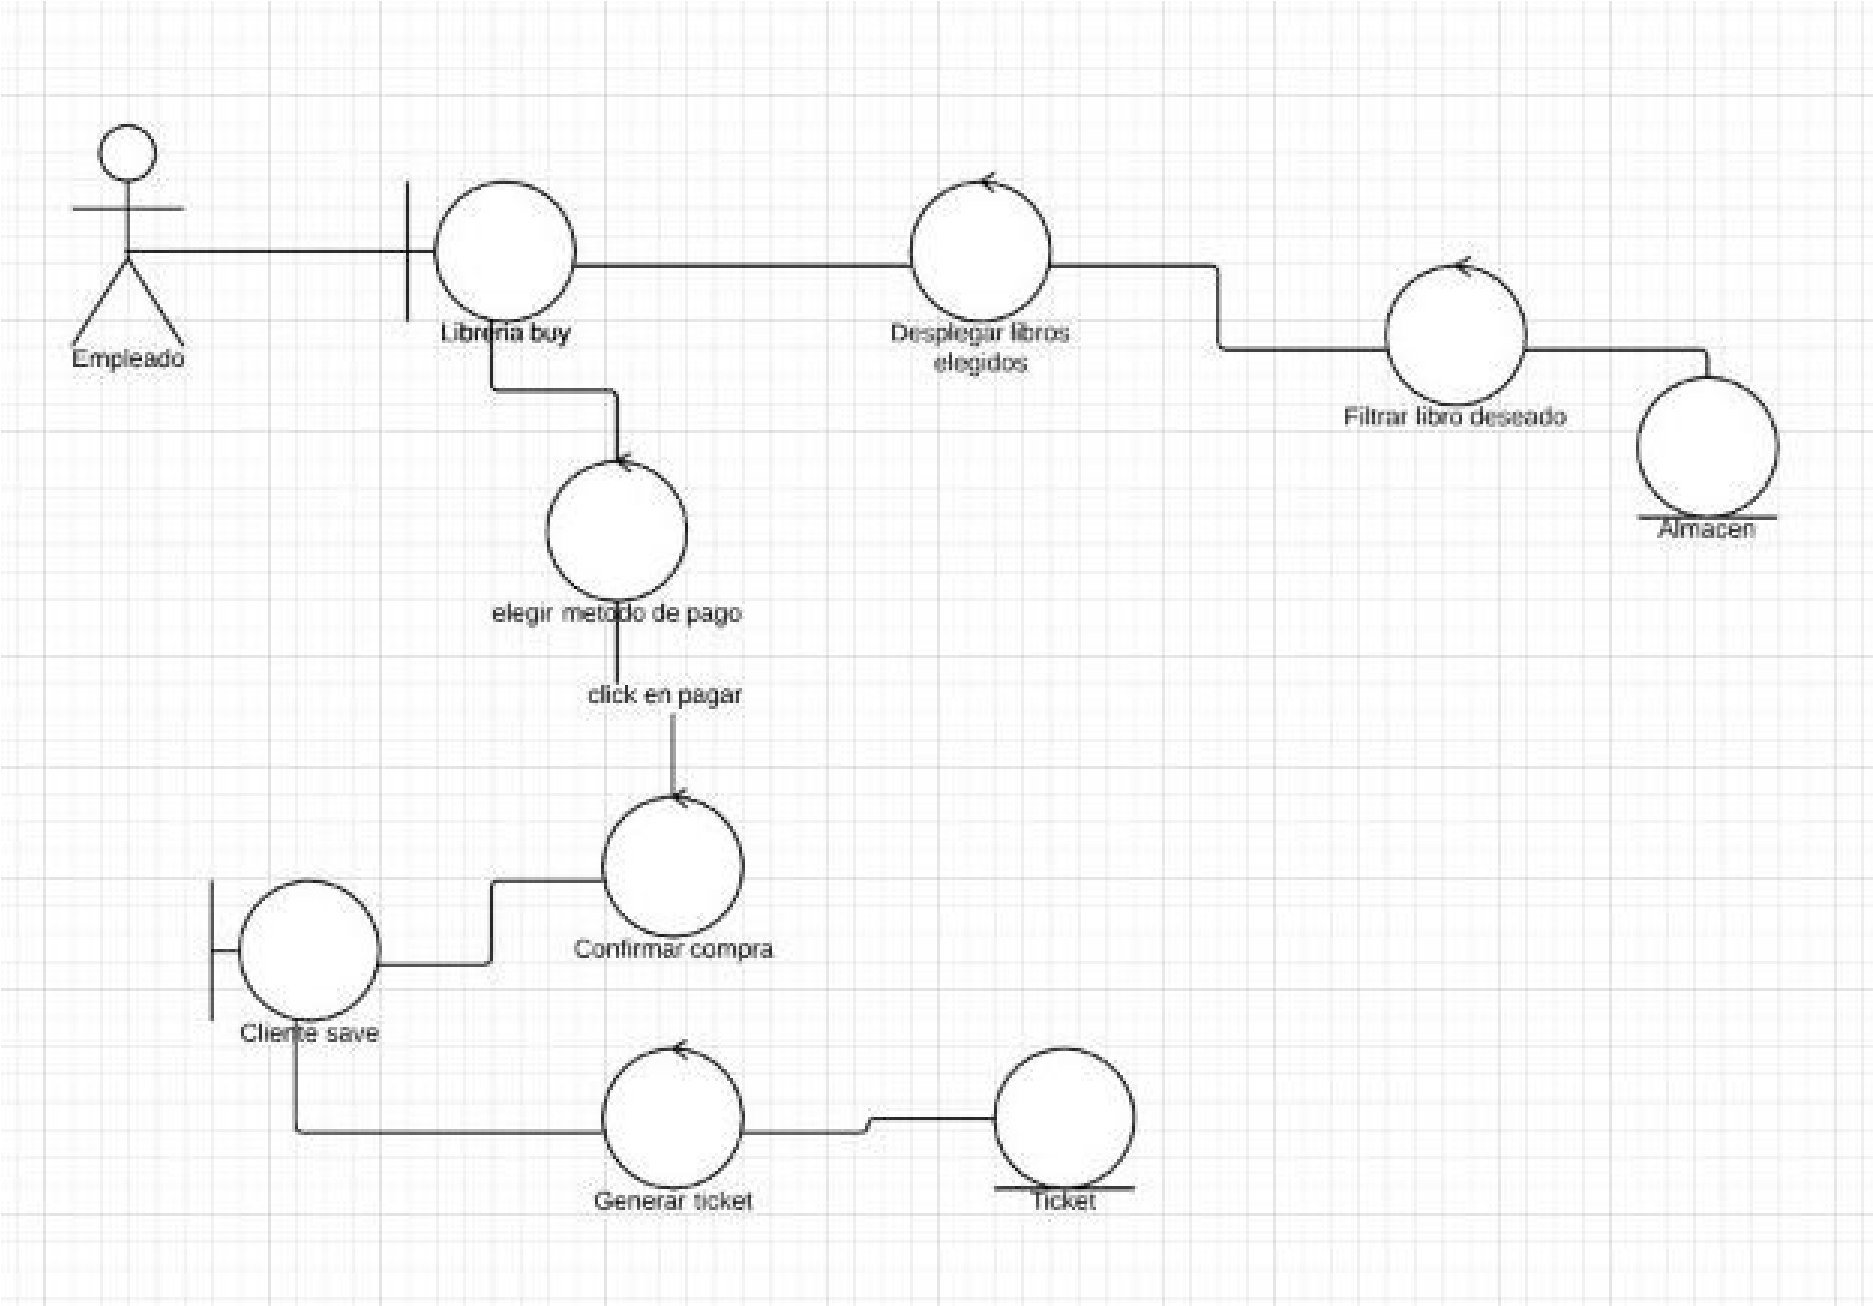 Empleado
Libreria buy
Desplegar libros
elegidos
Filtrar libro deseado
Almacen
elegir metodo de pago
click en pagar
Confirmar compra
Cliente save
Generar ticket
Ticket